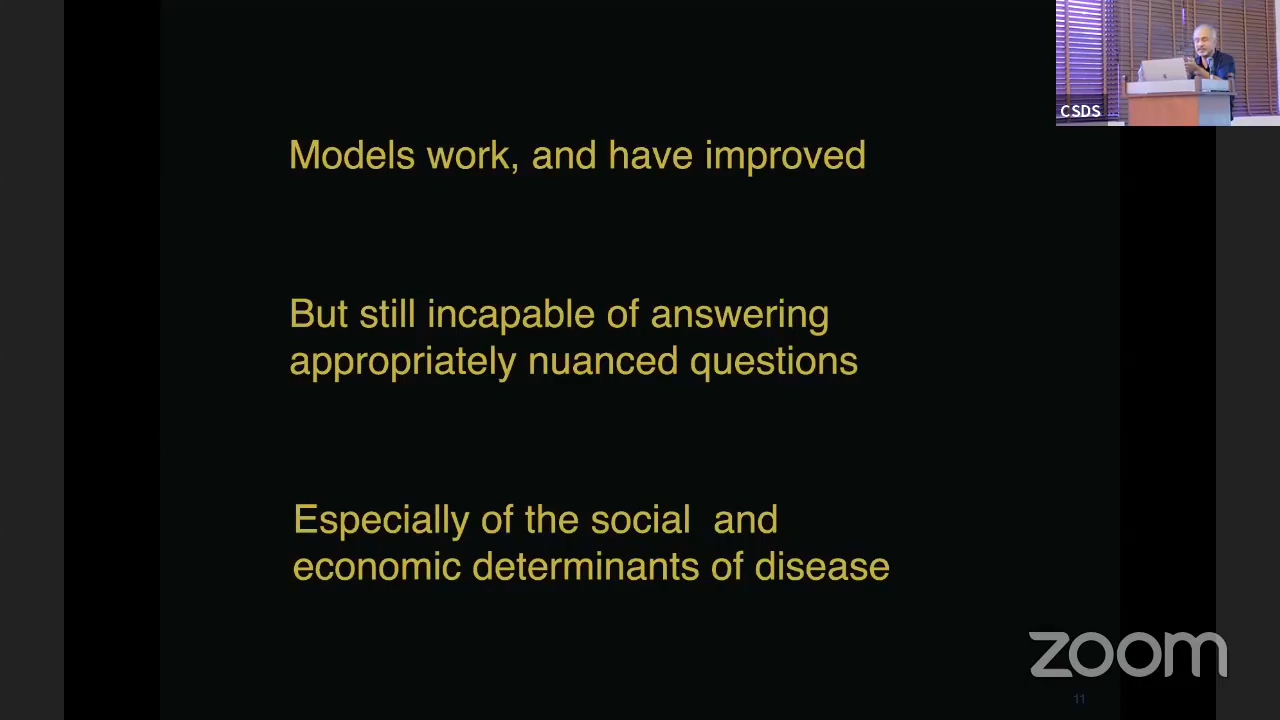 CSDS
Models work, and have improved
But still incapable of answering
appropriately nuanced questions
Especially of the social  and
economic determinants of disease
zoom
11